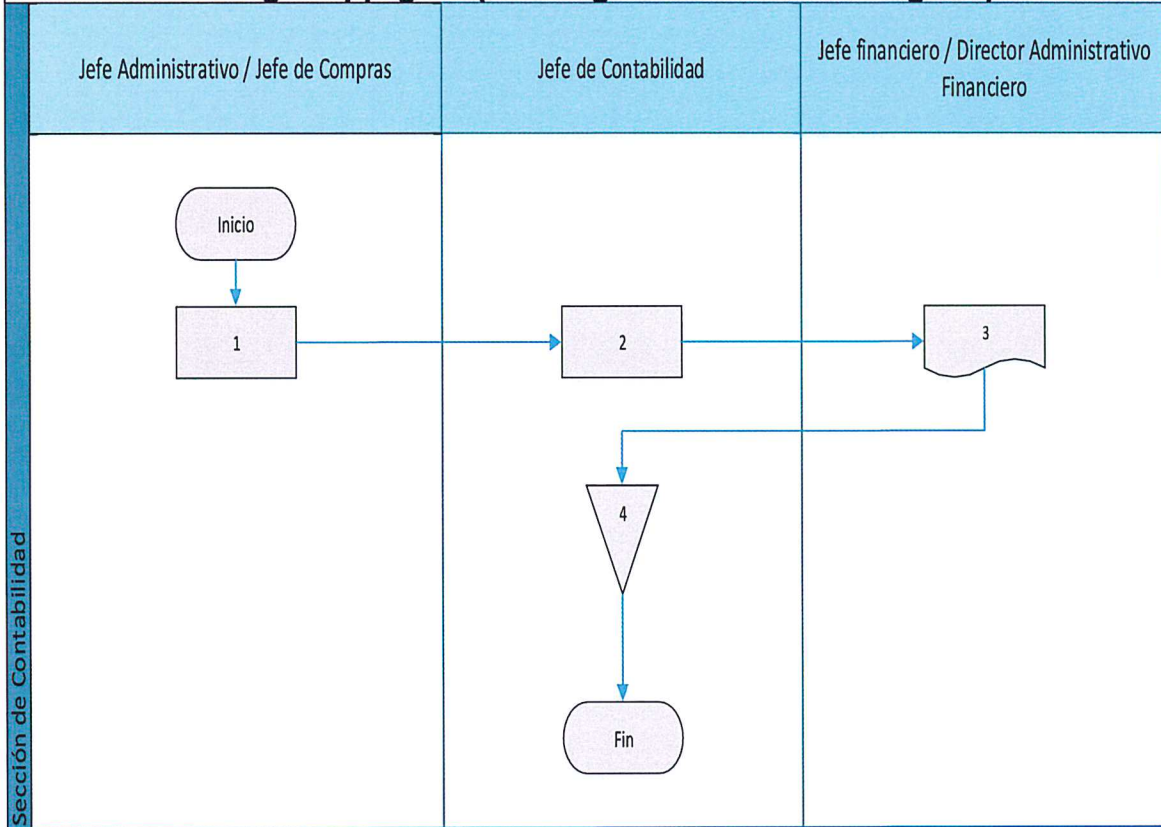 Jefe Administrativo / Jefe de Compras
Jefe de Contabilidad
Jefe financiero / Director Administrativo
Financiero
Inicio
1
2
3
4
Fin
Sección de Contabilidad